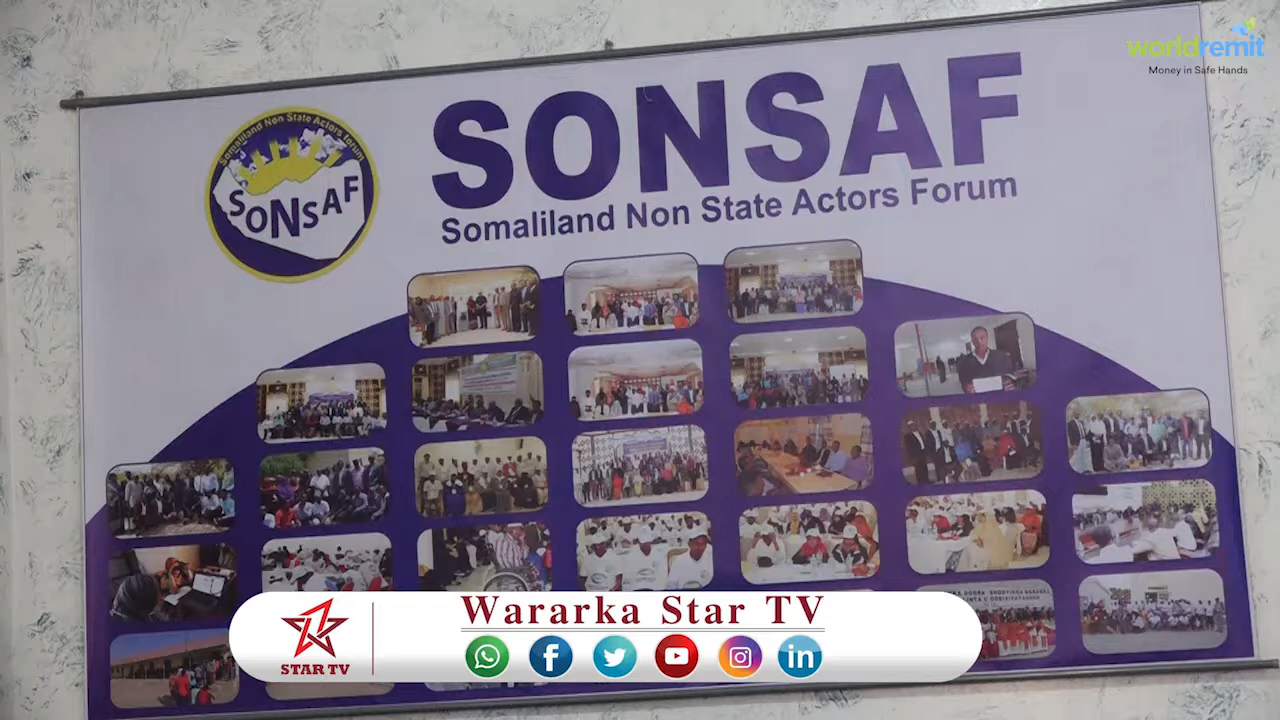 worldremit
Money in Safe Hands
SONSAF
Somaliland Non State Actors Forum
Somaliland Non State Actors forum
SONSAF
Wararka Star TV
STAR TV